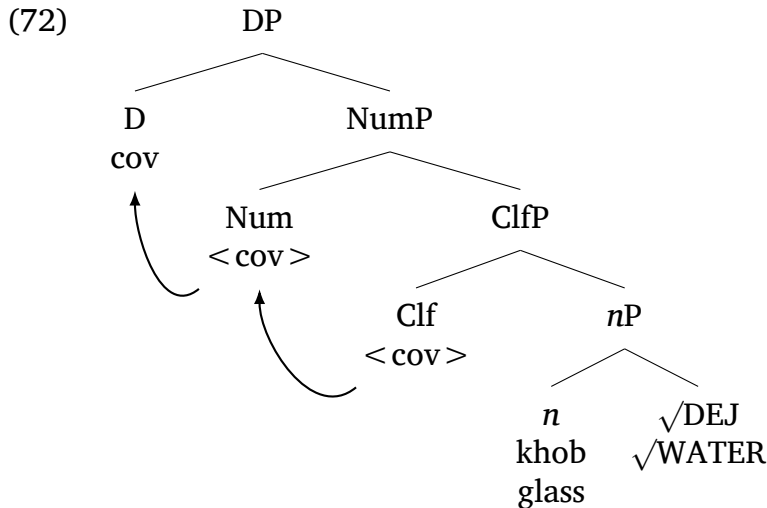 (72) DP
D NumP
cov
Num ClfP
<cov>
Clf nP
<cov>
n √DEJ
khob √WATER
glass